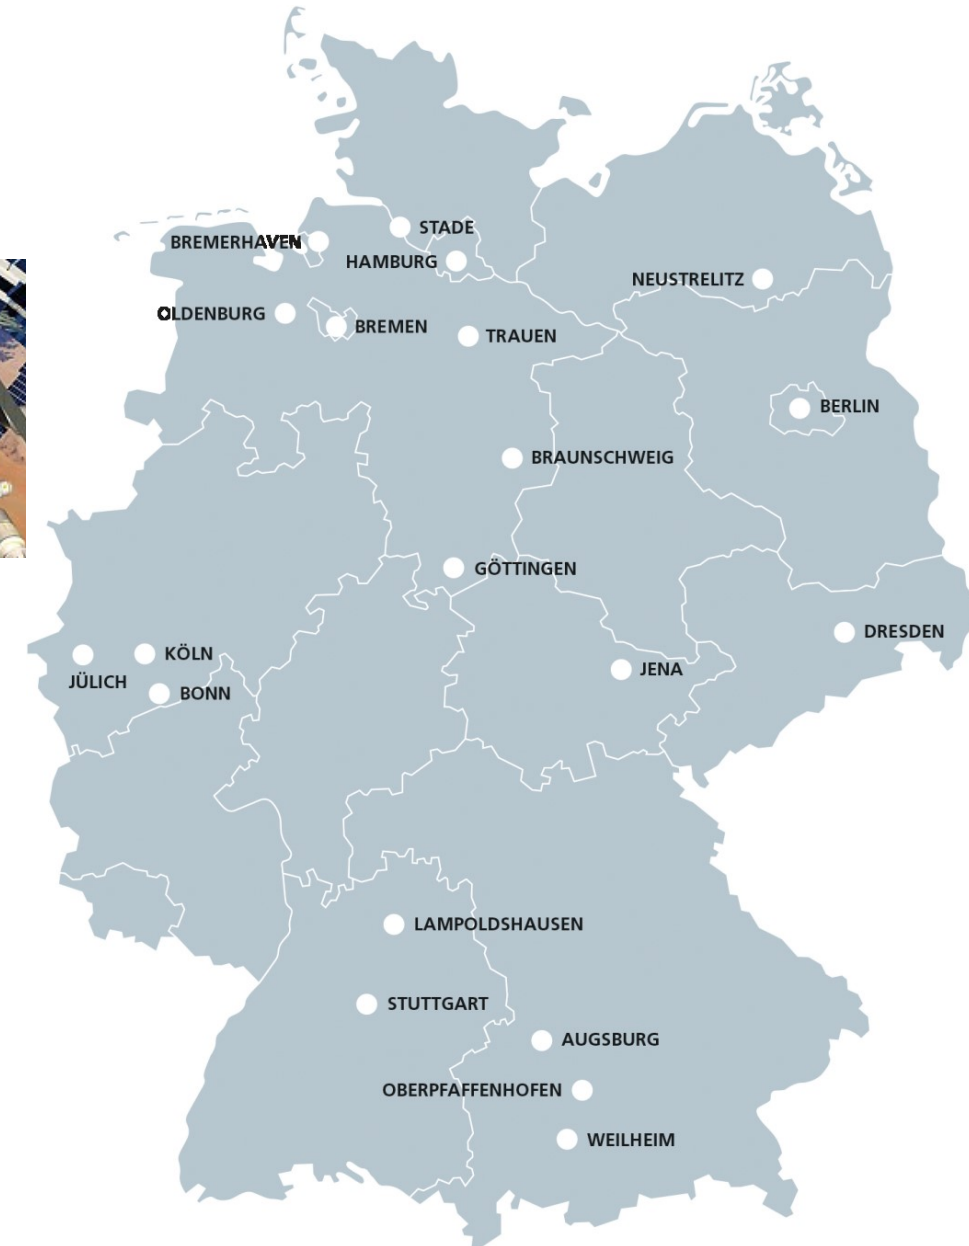 STADE
BREMERHAVEN
HAMBURG
NEUSTRELITZ
OLDENBURG
BREMEN
TRAUEN
BERLIN
BRAUNSCHWEIG
GÖTTINGEN
DRESDEN
KÖLN
JENA
JÜLICH
BONN
LAMPOLDSHAUSEN
STUTTGART
AUGSBURG
OBERPFAFFENHOFEN
WEILHEIM